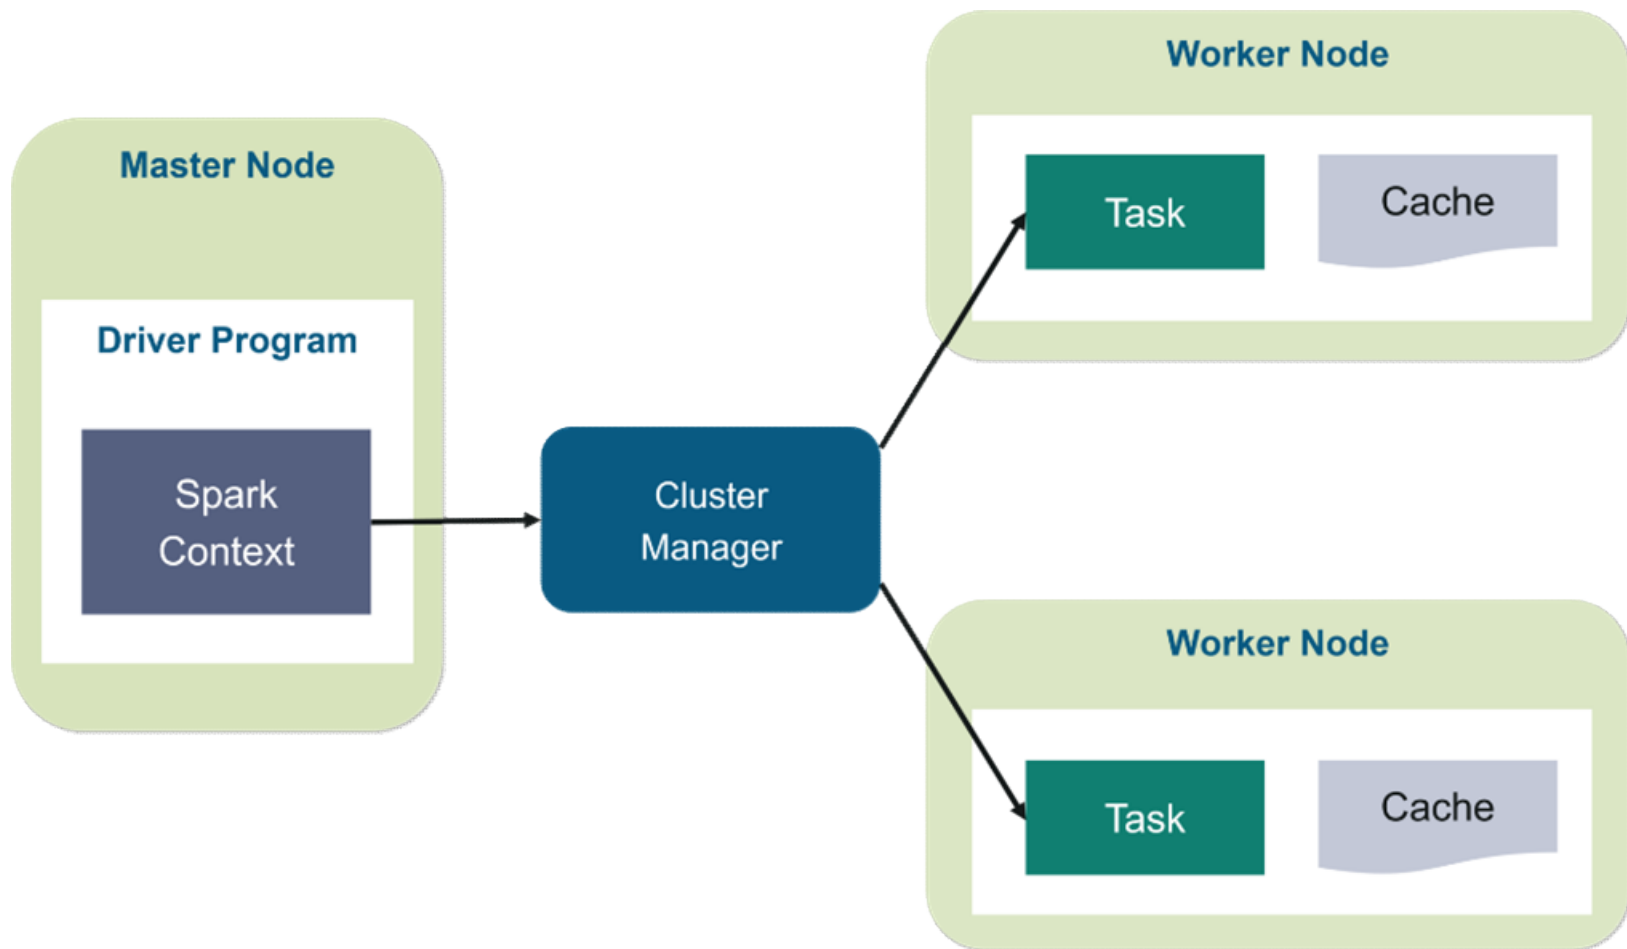 Master Node
Driver Program
Spark
Context
Cluster
Manager
Worker Node
Task
Cache
Worker Node
Task
Cache